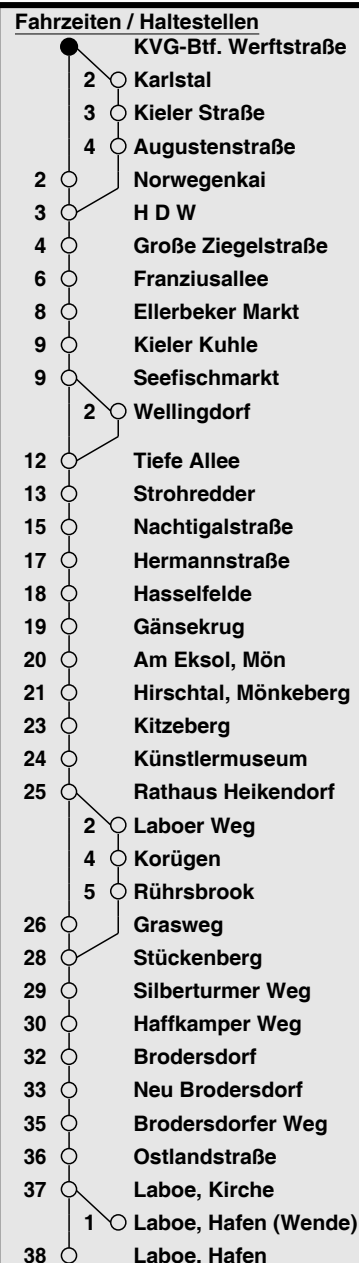 Fahrzeiten / Haltestellen
KVG-Btf. Werftstraße
2 Karlstal
3 Kieler Straße
4 Augustenstraße
2 Norwegenkai
3 H D W
4 Große Ziegelstraße
6 Franziusallee
8 Ellerbeker Markt
9 Kieler Kuhle
9 Seefischmarkt
2 Wellingdorf
12 Tiefe Allee
13 Strohredder
15 Nachtigalstraße
17 Hermannstraße
18 Hasselfelde
19 Gänsekrug
20 Am Eksol, Mön
21 Hirschtal, Mönkeberg
23 Kitzeberg
24 Künstlermuseum
25 Rathaus Heikendorf
2 Laboer Weg
4 Korügen
5 Rührsbrook
26 Grasweg
28 Stückenberg
29 Silberturmer Weg
30 Haffkamper Weg
32 Brodersdorf
33 Neu Brodersdorf
35 Brodersdorfer Weg
36 Ostlandstraße
37 Laboe, Kirche
1 Laboe, Hafen (Wende)
38 Laboe, Hafen